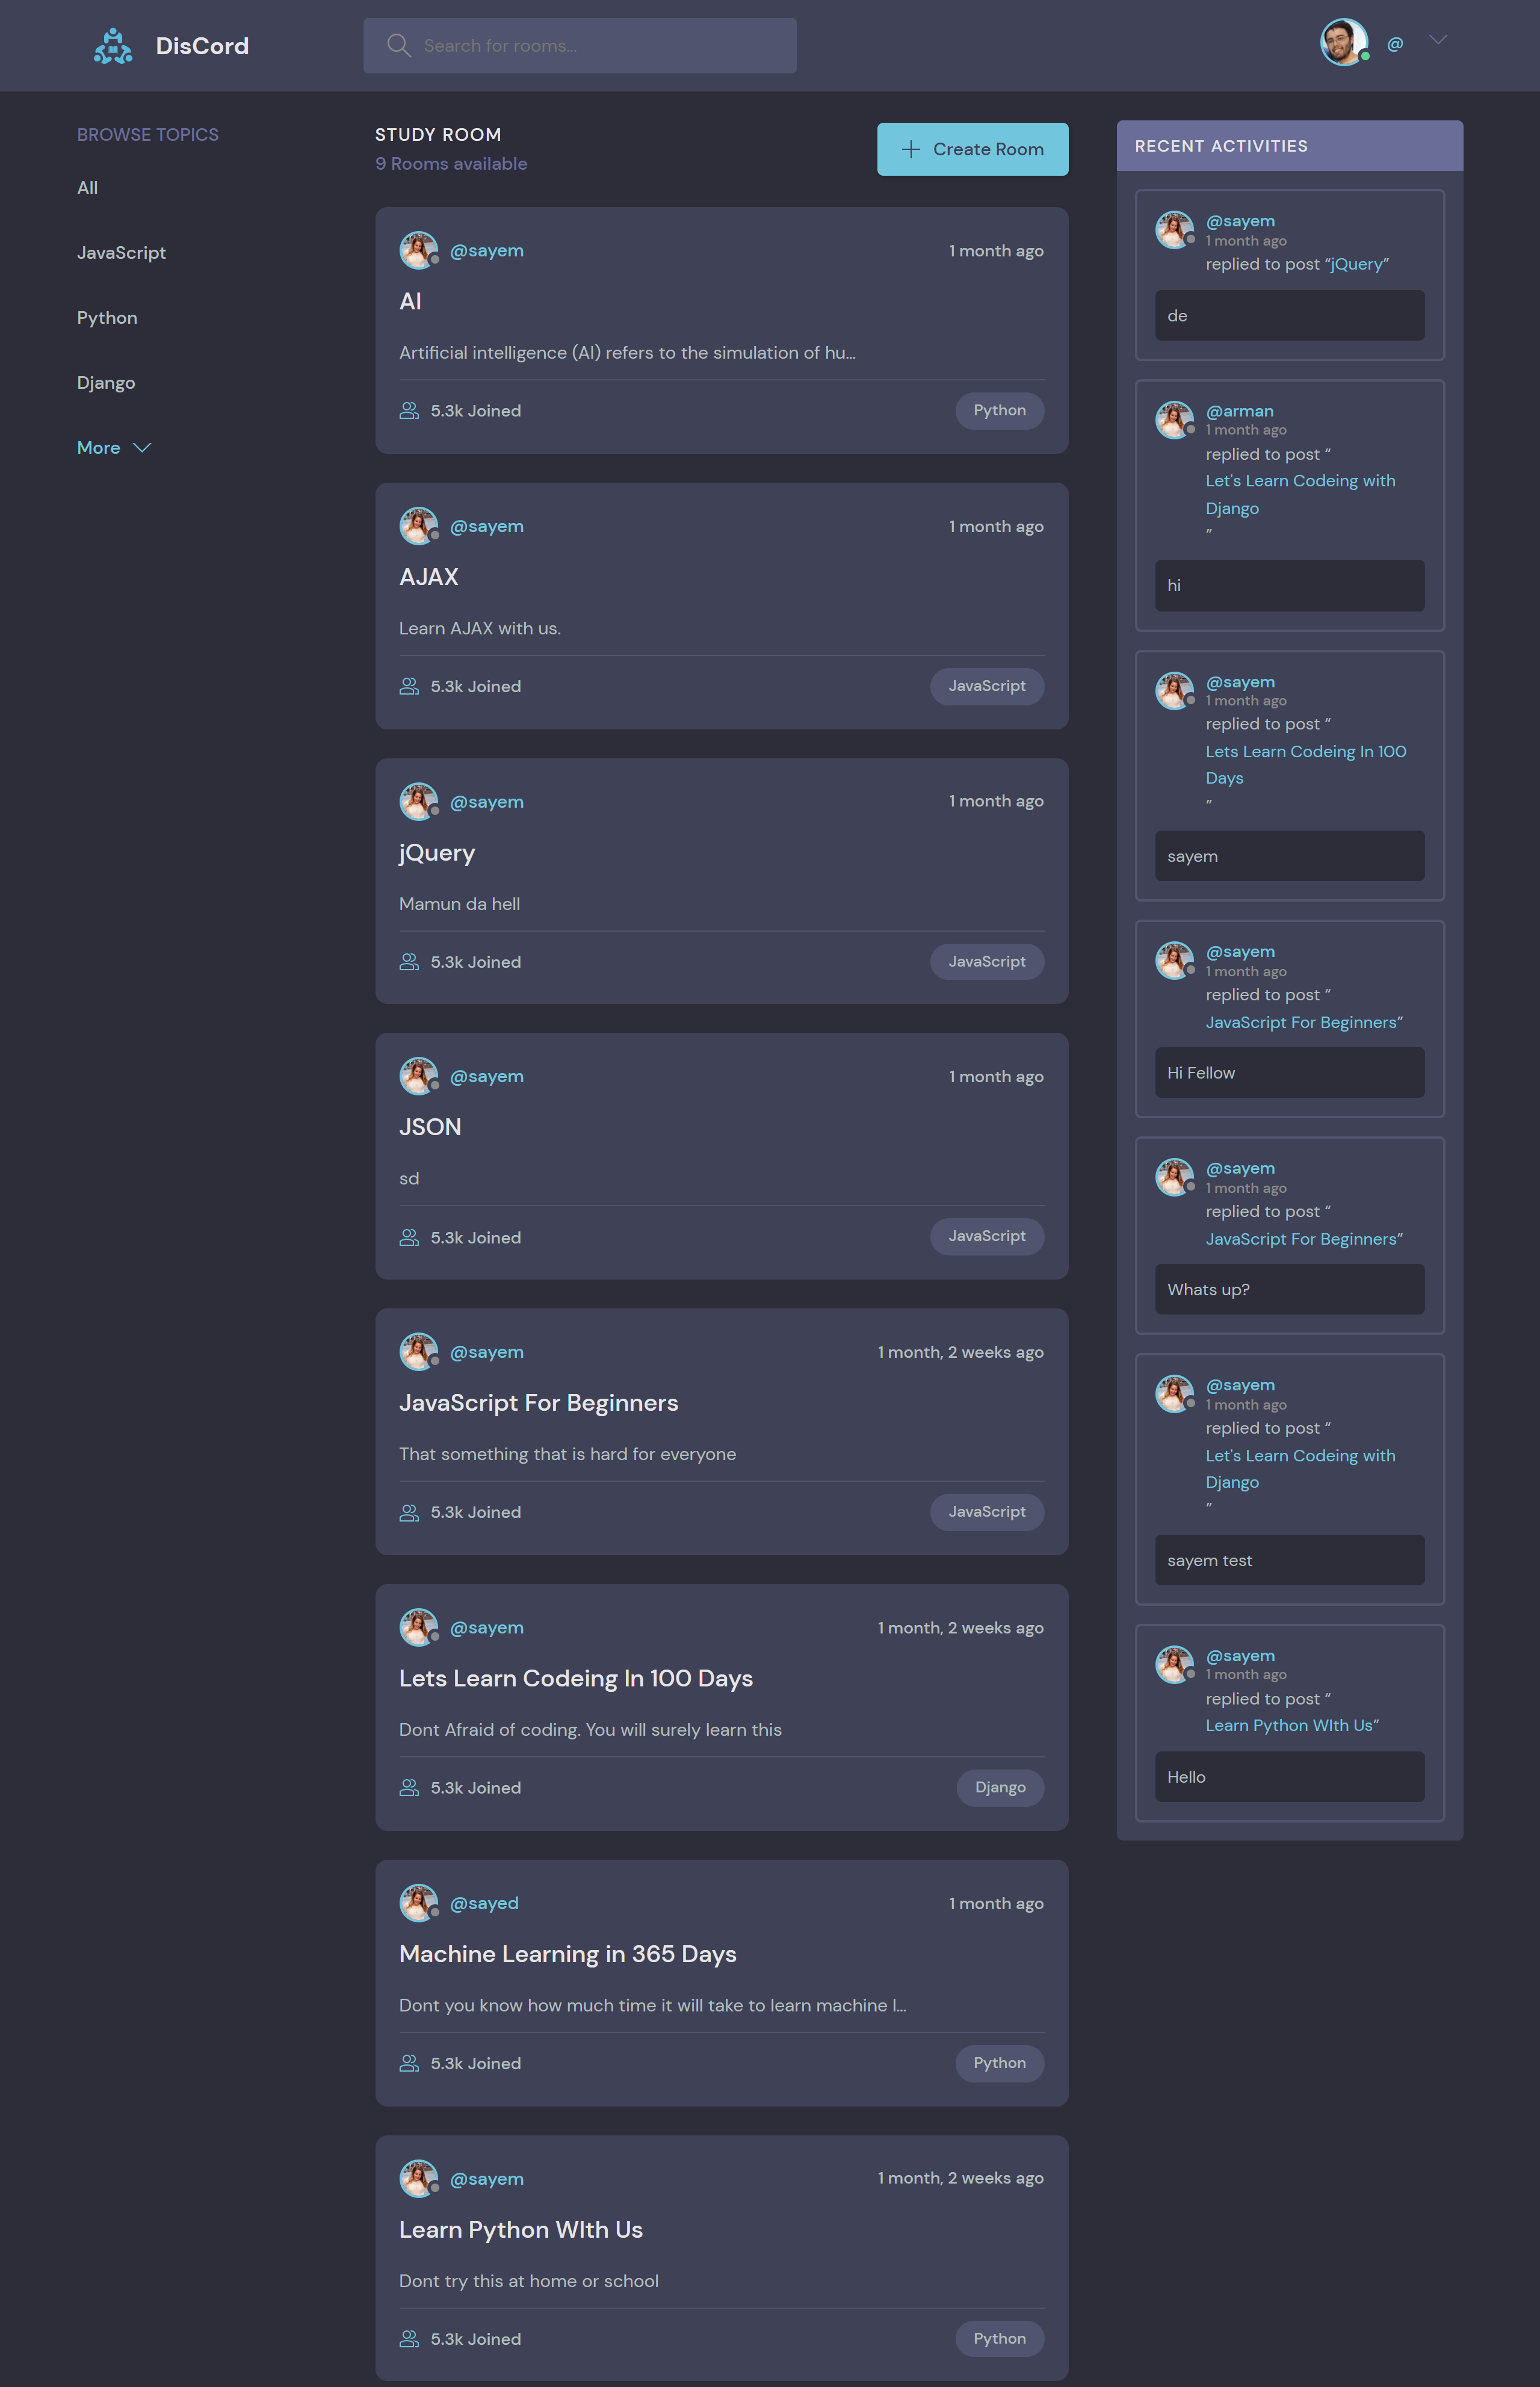 DisCord
Search for rooms...
@
BROWSE TOPICS
All
JavaScript
Python
Django
More
STUDY ROOM
9 Rooms available
Create Room
@sayem
1 month ago
AI
Artificial intelligence (AI) refers to the simulation of hu...
5.3k Joined
Python
@sayem
1 month ago
AJAX
Learn AJAX with us.
5.3k Joined
JavaScript
@sayem
1 month ago
jQuery
Mamun da hell
5.3k Joined
JavaScript
@sayem
1 month ago
JSON
sd
5.3k Joined
JavaScript
@sayem
1 month, 2 weeks ago
JavaScript For Beginners
That something that is hard for everyone
5.3k Joined
JavaScript
@sayem
1 month, 2 weeks ago
Lets Learn Codeing In 100 Days
Dont Afraid of coding. You will surely learn this
5.3k Joined
Django
@sayed
1 month ago
Machine Learning in 365 Days
Dont you know how much time it will take to learn machine l...
5.3k Joined
Python
@sayem
1 month, 2 weeks ago
Learn Python WIth Us
Dont try this at home or school
5.3k Joined
Python
RECENT ACTIVITIES
@sayem
1 month ago
replied to post “jQuery”
de
@arman
1 month ago
replied to post “
Let's Learn Codeing with
Django
”
hi
@sayem
1 month ago
replied to post “
Lets Learn Codeing In 100
Days
”
sayem
@sayem
1 month ago
replied to post “
JavaScript For Beginners”
Hi Fellow
@sayem
1 month ago
replied to post “
JavaScript For Beginners”
Whats up?
@sayem
1 month ago
replied to post “
Let's Learn Codeing with
Django
”
sayem test
@sayem
1 month ago
replied to post “
Learn Python WIth Us”
Hello